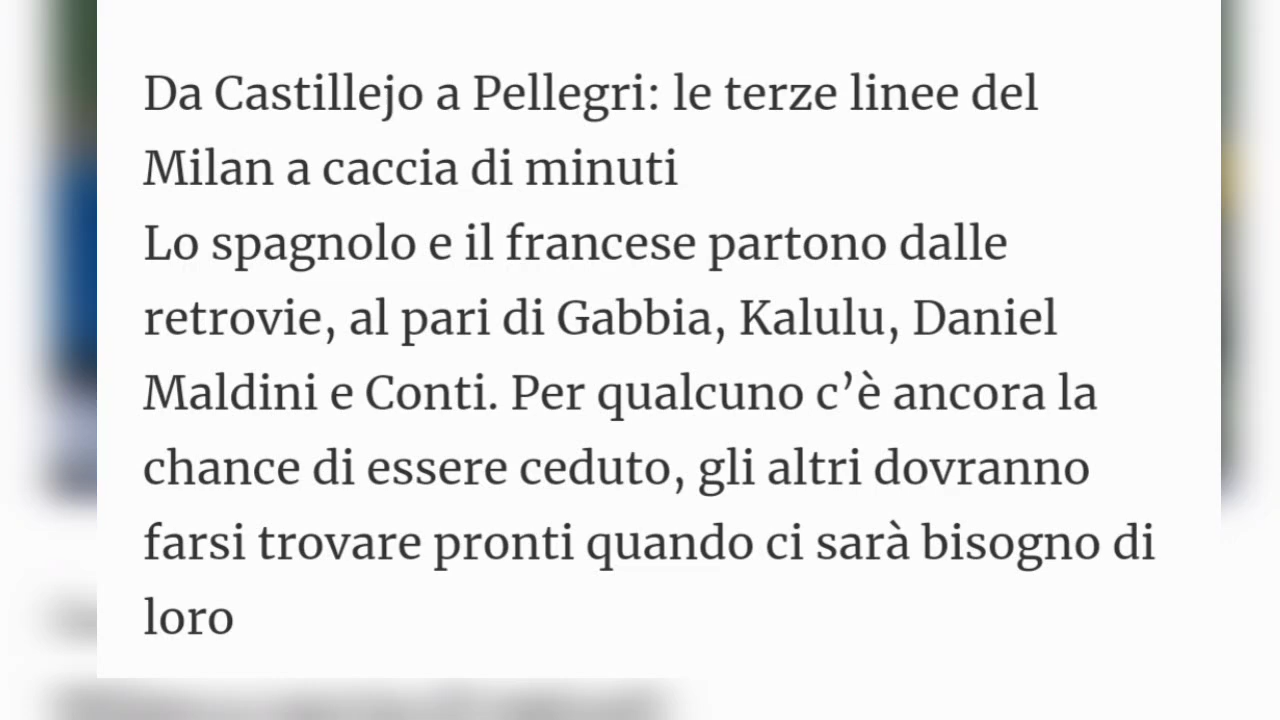 Da Castillejo a Pellegri: le terze linee del
Milan a caccia di minuti
Lo spagnolo e il francese partono dalle
retrovie, al pari di Gabbia, Kalulu, Daniel
Maldini e Conti. Per qualcuno c’è ancora la
chance di essere ceduto, gli altri dovranno
farsi trovare pronti quando ci sarà bisogno di
loro